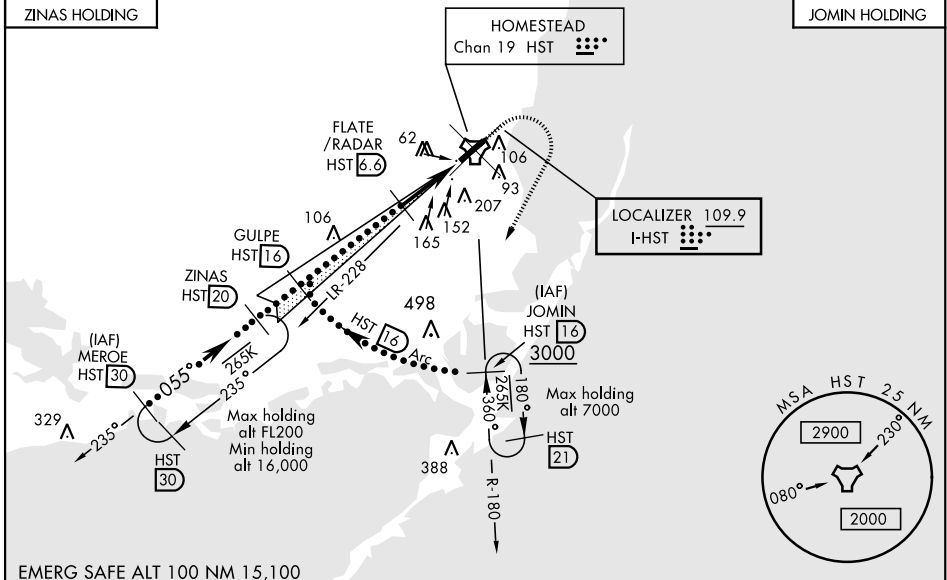 ZINAS HOLDING
JOMIN HOLDING
HOMESTEAD
Chan 19 HST
FLATE
/RADAR
HST 6.6
62
106
93
207
152
165
LOCALIZER 109.9
I-HST
106
GULPE
HST 16
ZINAS
HST 20
LR-228
498
HST 16 Arc
(IAF)
JOMIN
HST 16
3000
(IAF)
MEROE
HST 30
055°
265K
235°
265K
360°
180°
Max holding
alt 7000
HST
21
329
235°
HST
30
Max holding
alt FL200
Min holding
alt 16,000
388
R-180
MSA HST 25 NM
2900
230°
080°
2000
EMERG SAFE ALT 100 NM 15,100